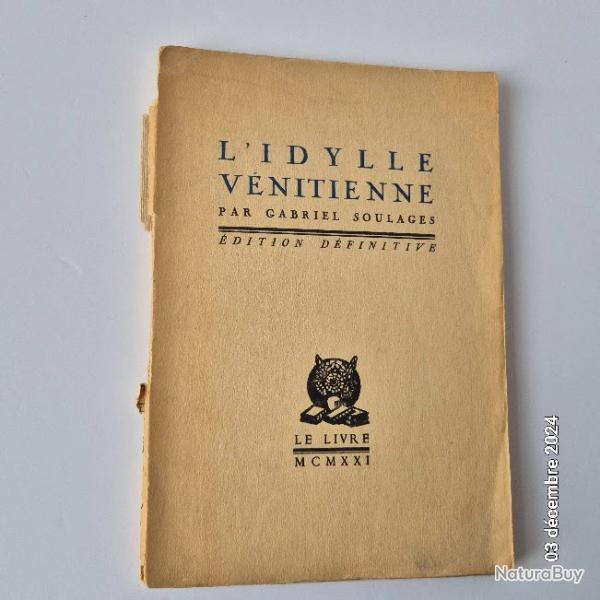 L'IDYLLE
VÉNITIENNE
PAR GABRIEL SOULAGES
ÉDITION DÉFINITIVE
LE LIVRE
MCMXXI
03 décembre 2024
NaturaBuy